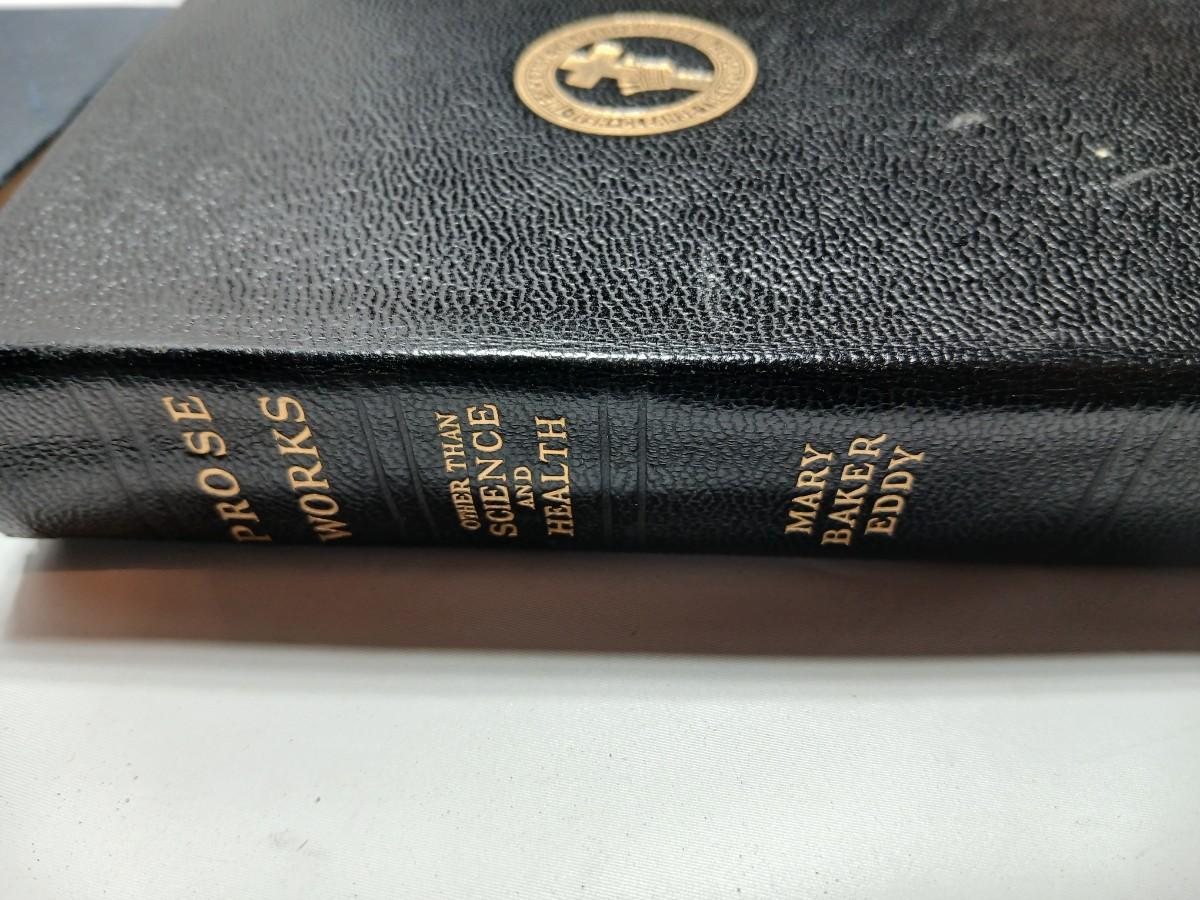 PROSE
WORKS
OTHER THAN
SCIENCE
AND
HEALTH
MARY
BAKER
EDDY